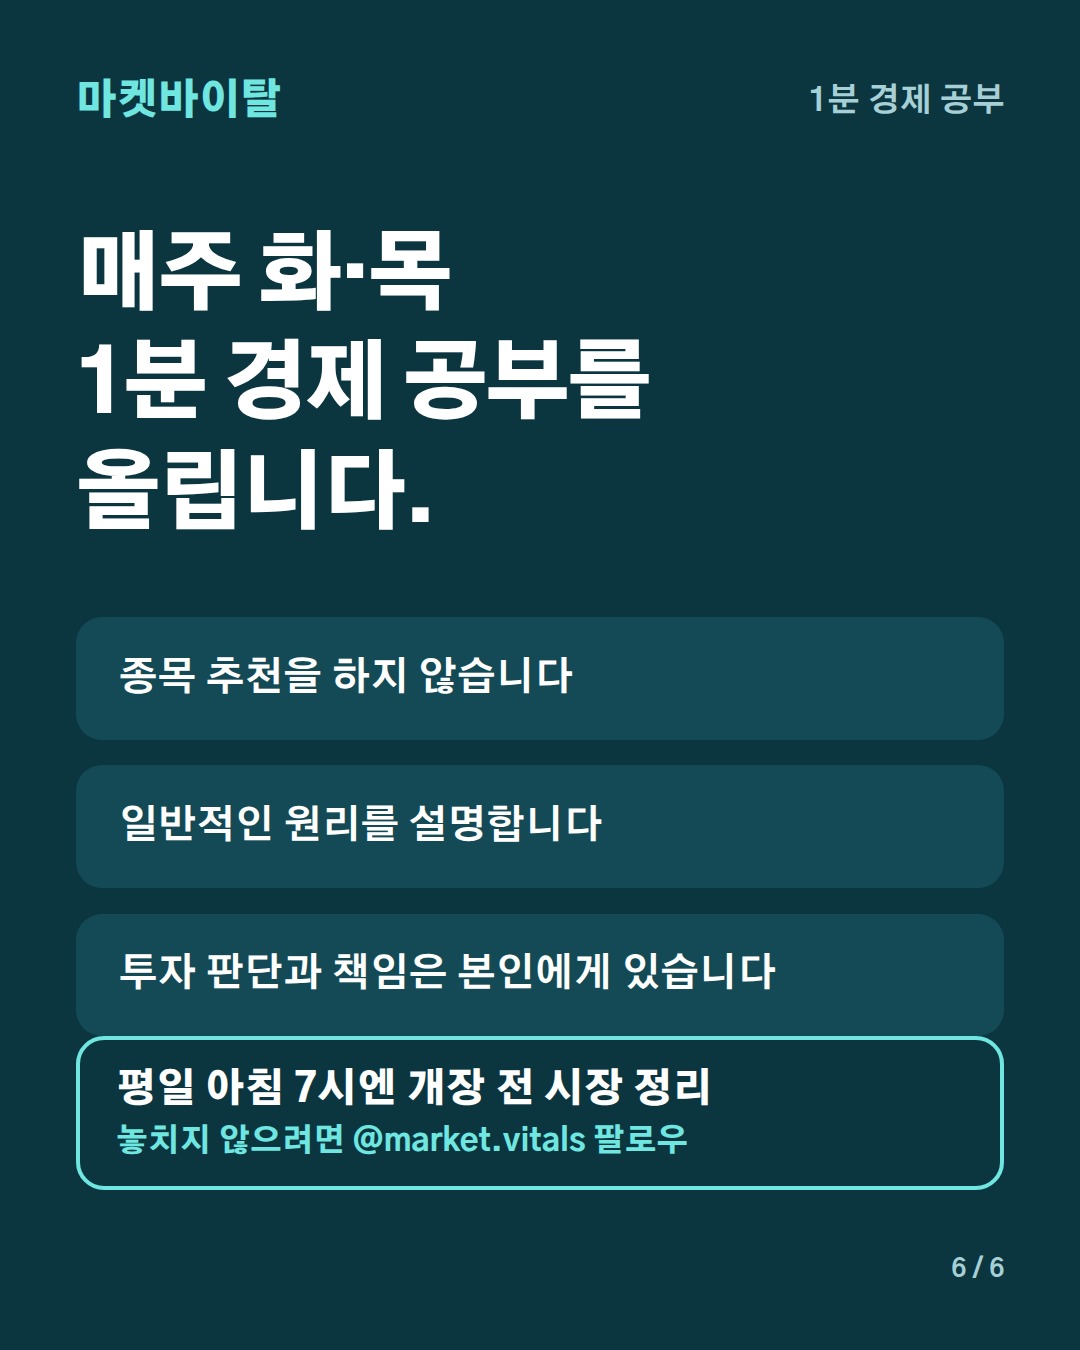 마켓바이탈
1분 경제 공부
매주 화·목
1분 경제 공부를
올립니다.
종목 추천을 하지 않습니다
일반적인 원리를 설명합니다
투자 판단과 책임은 본인에게 있습니다
평일 아침 7시엔 개장 전 시장 정리
놓치지 않으려면 @market.vitals 팔로우
6 / 6